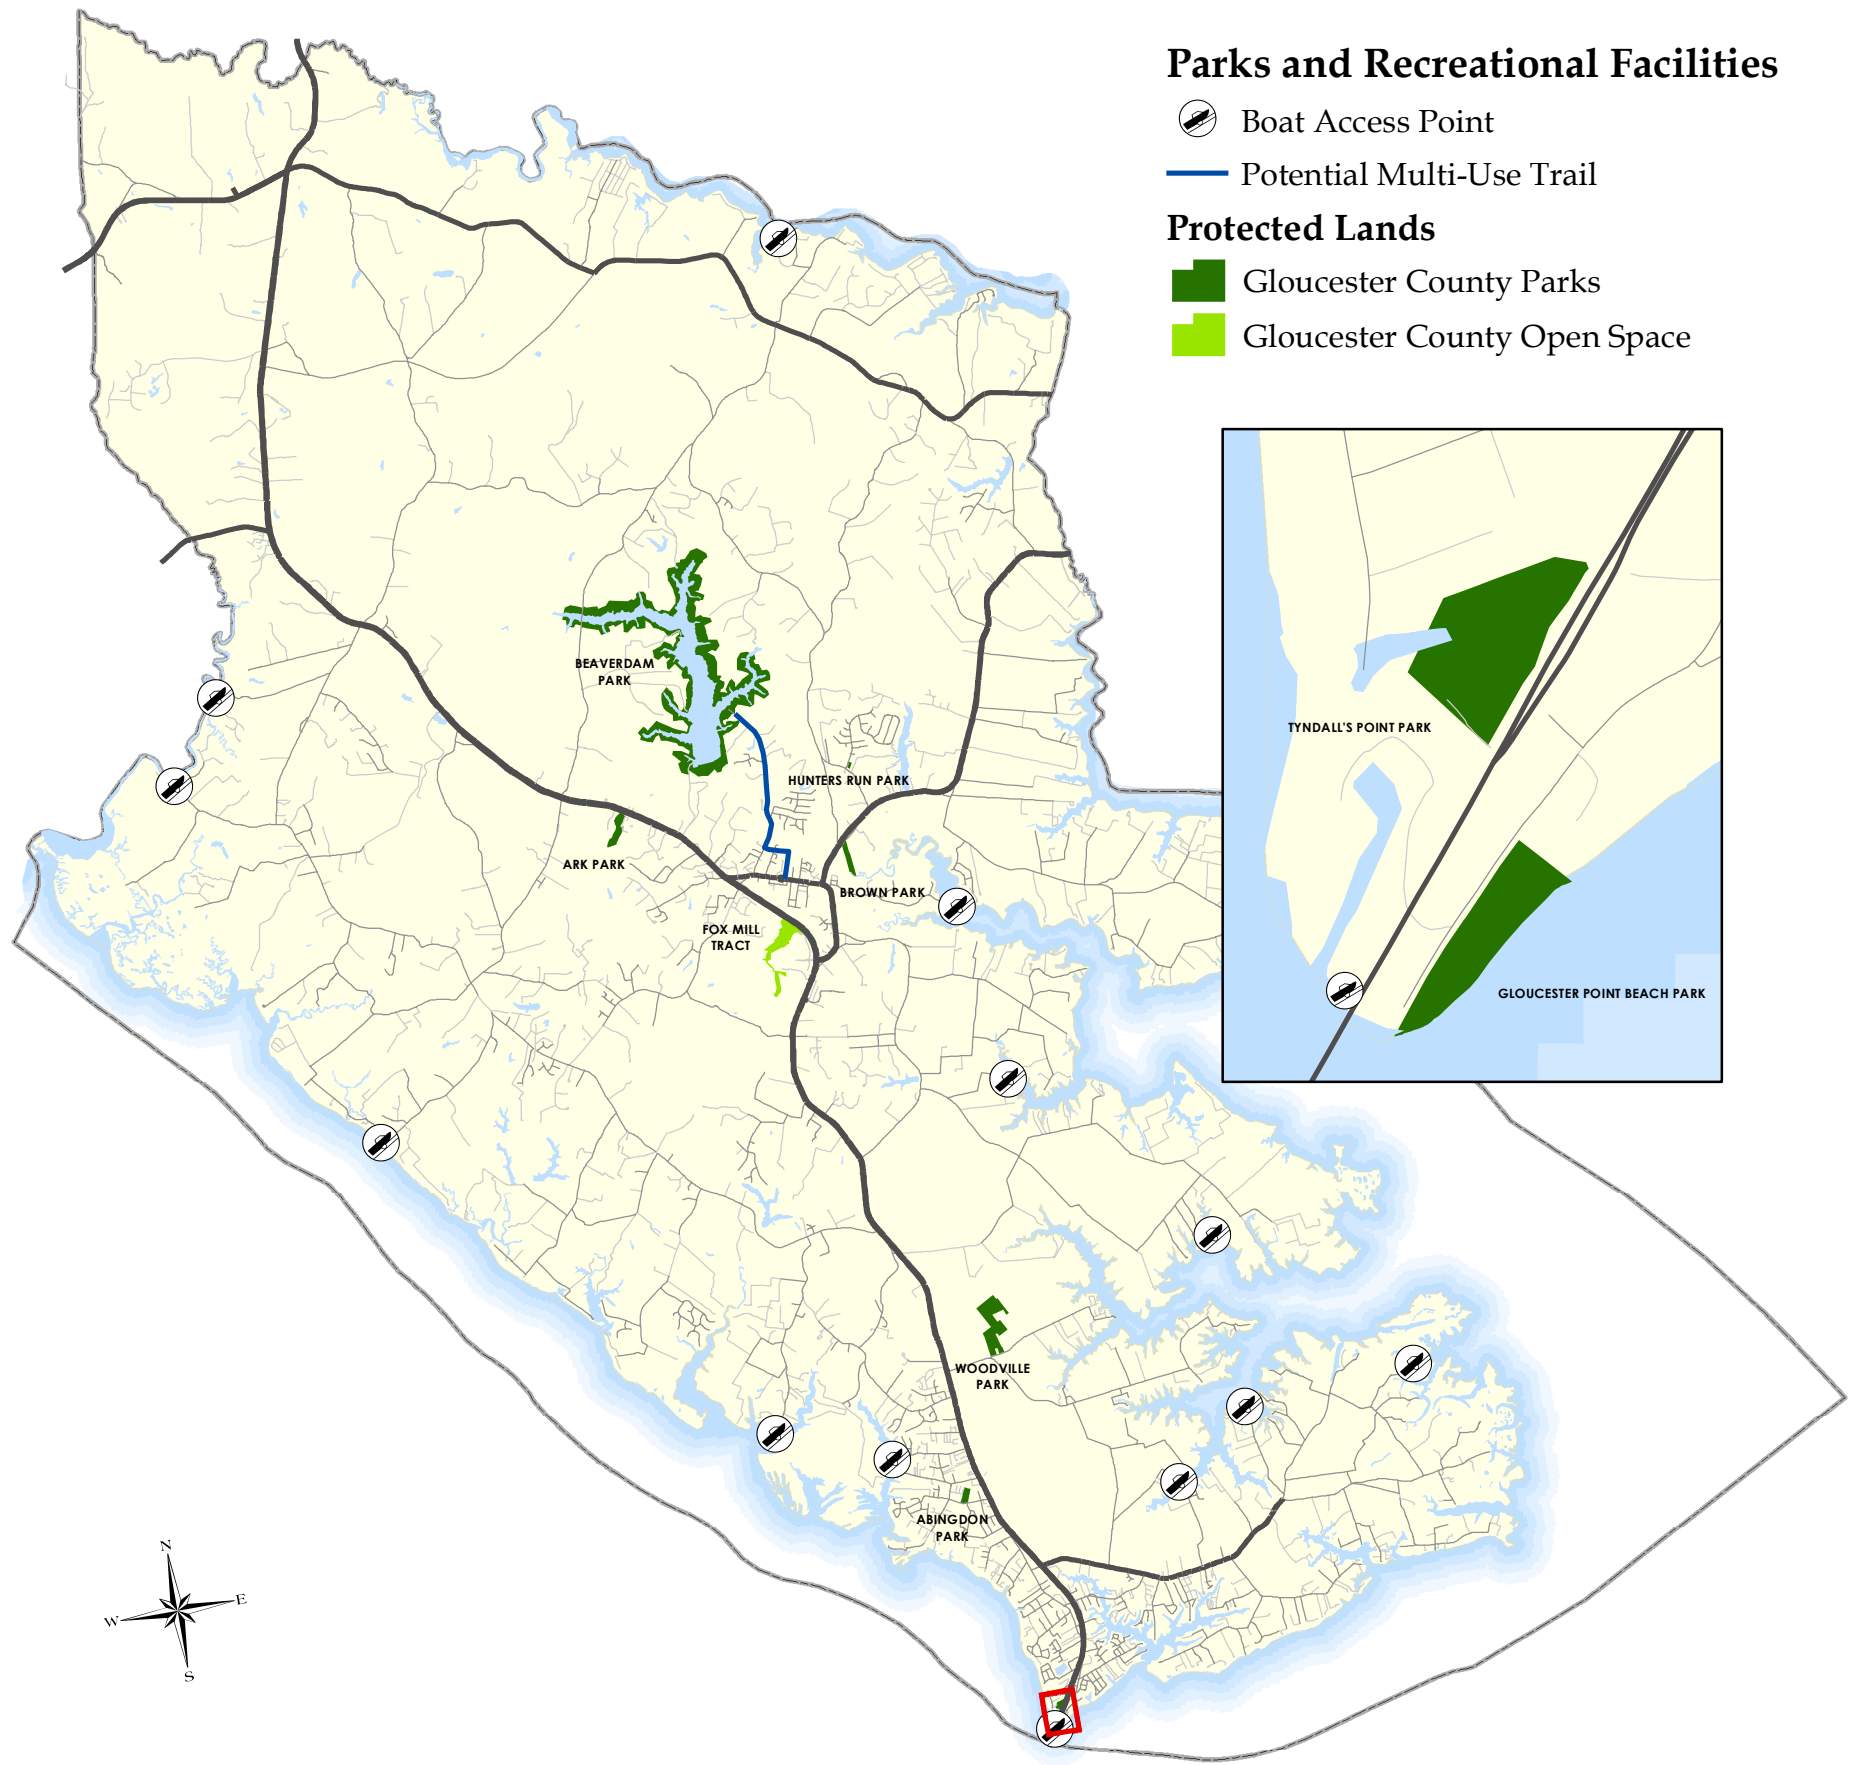 Parks and Recreational Facilities
Boat Access Point
Potential Multi-Use Trail
Protected Lands
Gloucester County Parks
Gloucester County Open Space
BEAVERDAM
PARK
TYNDALL'S POINT PARK
HUNTERS RUN PARK
ARK PARK
BROWN PARK
FOX MILL
TRACT
GLOUCESTER POINT BEACH PARK
WOODVILLE
PARK
ABINGDON
PARK
N
W
E
S